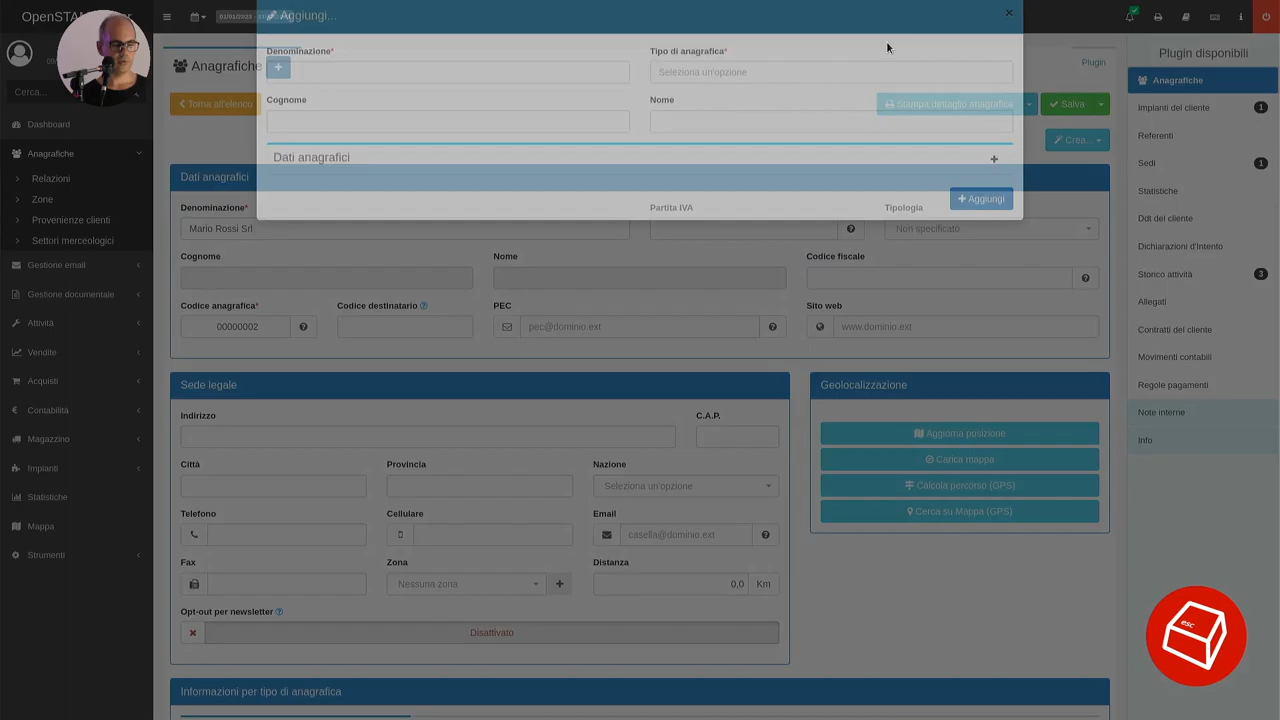 OpenSTAM
01/01/2023
Aggiungi...
×
Denominazione*
Tipo di anagrafica*
Seleziona un'opzione
Cognome
Nome
Dati anagrafici
Aggiungi
Cerca...
Dashboard
Anagrafiche
Relazioni
Zone
Provenienze clienti
Settori merceologici
Gestione email
Gestione documentale
Attività
Vendite
Acquisti
Contabilità
Magazzino
Impianti
Statistiche
Mappa
Strumenti
Anagrafiche
Plugin
Torna all'elenco
Stampa dettaglio anagrafica
Salva
Crea...
Dati anagrafici
Denominazione*
Partita IVA
Tipologia
Mario Rossi Srl
Non specificato
Cognome
Nome
Codice fiscale
Codice anagrafica*
Codice destinatario
PEC
Sito web
00000002
pec@dominio.ext
www.dominio.ext
Sede legale
Indirizzo
C.A.P.
Città
Provincia
Nazione
Seleziona un'opzione
Telefono
Cellulare
Email
casella@dominio.ext
Fax
Zona
Distanza
Nessuna zona
0,0
Km
Opt-out per newsletter
Disattivato
Geolocalizzazione
Aggiorna posizione
Carica mappa
Calcola percorso (GPS)
Cerca su Mappa (GPS)
Informazioni per tipo di anagrafica
Plugin disponibili
Anagrafiche
Impianti del cliente
1
Referenti
Sedi
1
Statistiche
Ddt del cliente
Dichiarazioni d'Intento
Storico attività
3
Allegati
Contratti del cliente
Movimenti contabili
Regole pagamenti
Note interne
Info
esc